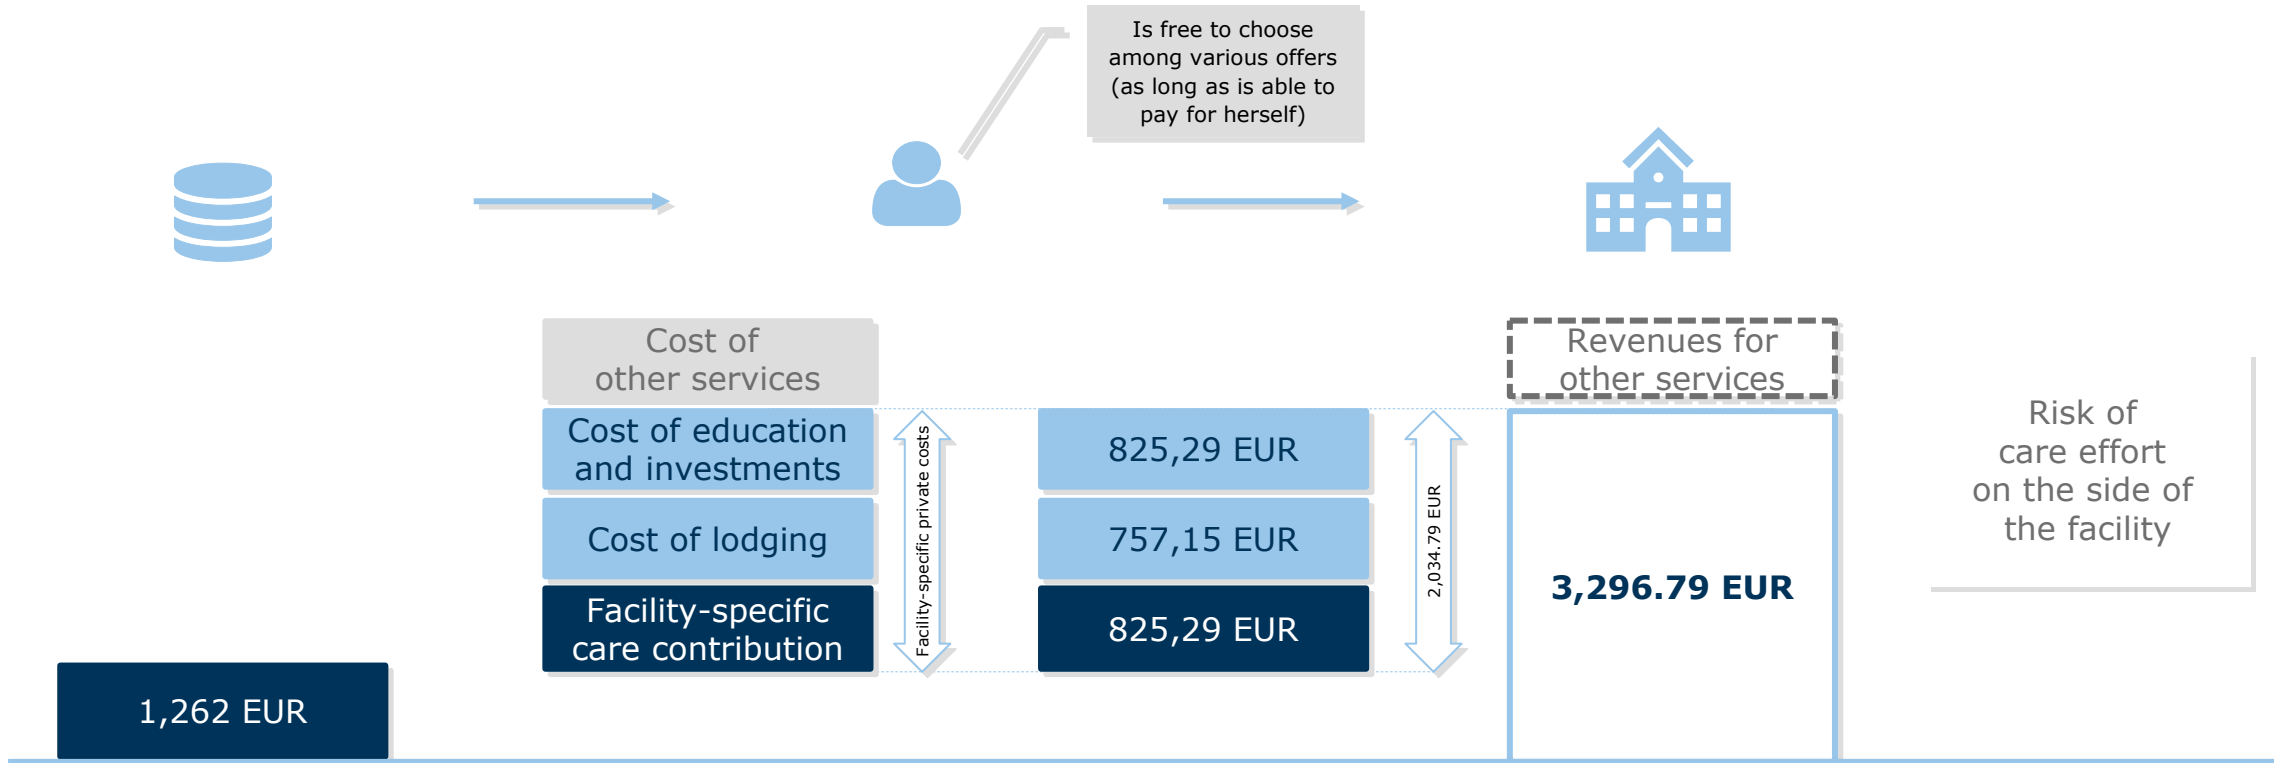 Is free to choose
among various offers
(as long as is able to
pay for herself)
Cost of
other services
Cost of education
and investments
Cost of lodging
Facility-specific
care contribution
Facility-specific private costs
825,29 EUR
757,15 EUR
825,29 EUR
2,034.79 EUR
Revenues for
other services
3,296.79 EUR
Risk of
care effort
on the side of
the facility
1,262 EUR